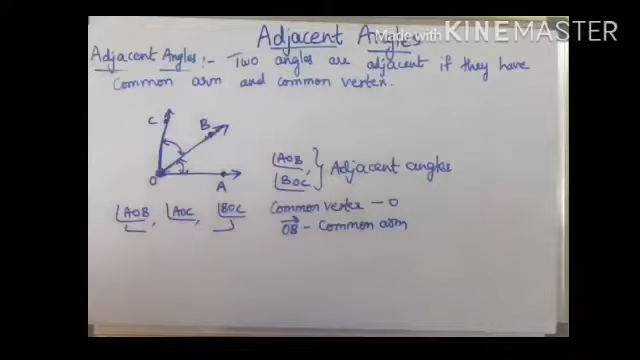 Made with KINEMASTER
Adjacent Angles
Adjacent Angles :- Two angles are adjacent if they have
common arm and common vertex.
C
B
O
A
∠AOB, ∠BOC } Adjacent angles
∠AOB, ∠AOC, ∠BOC
Common vertex - O
OB - Common arm